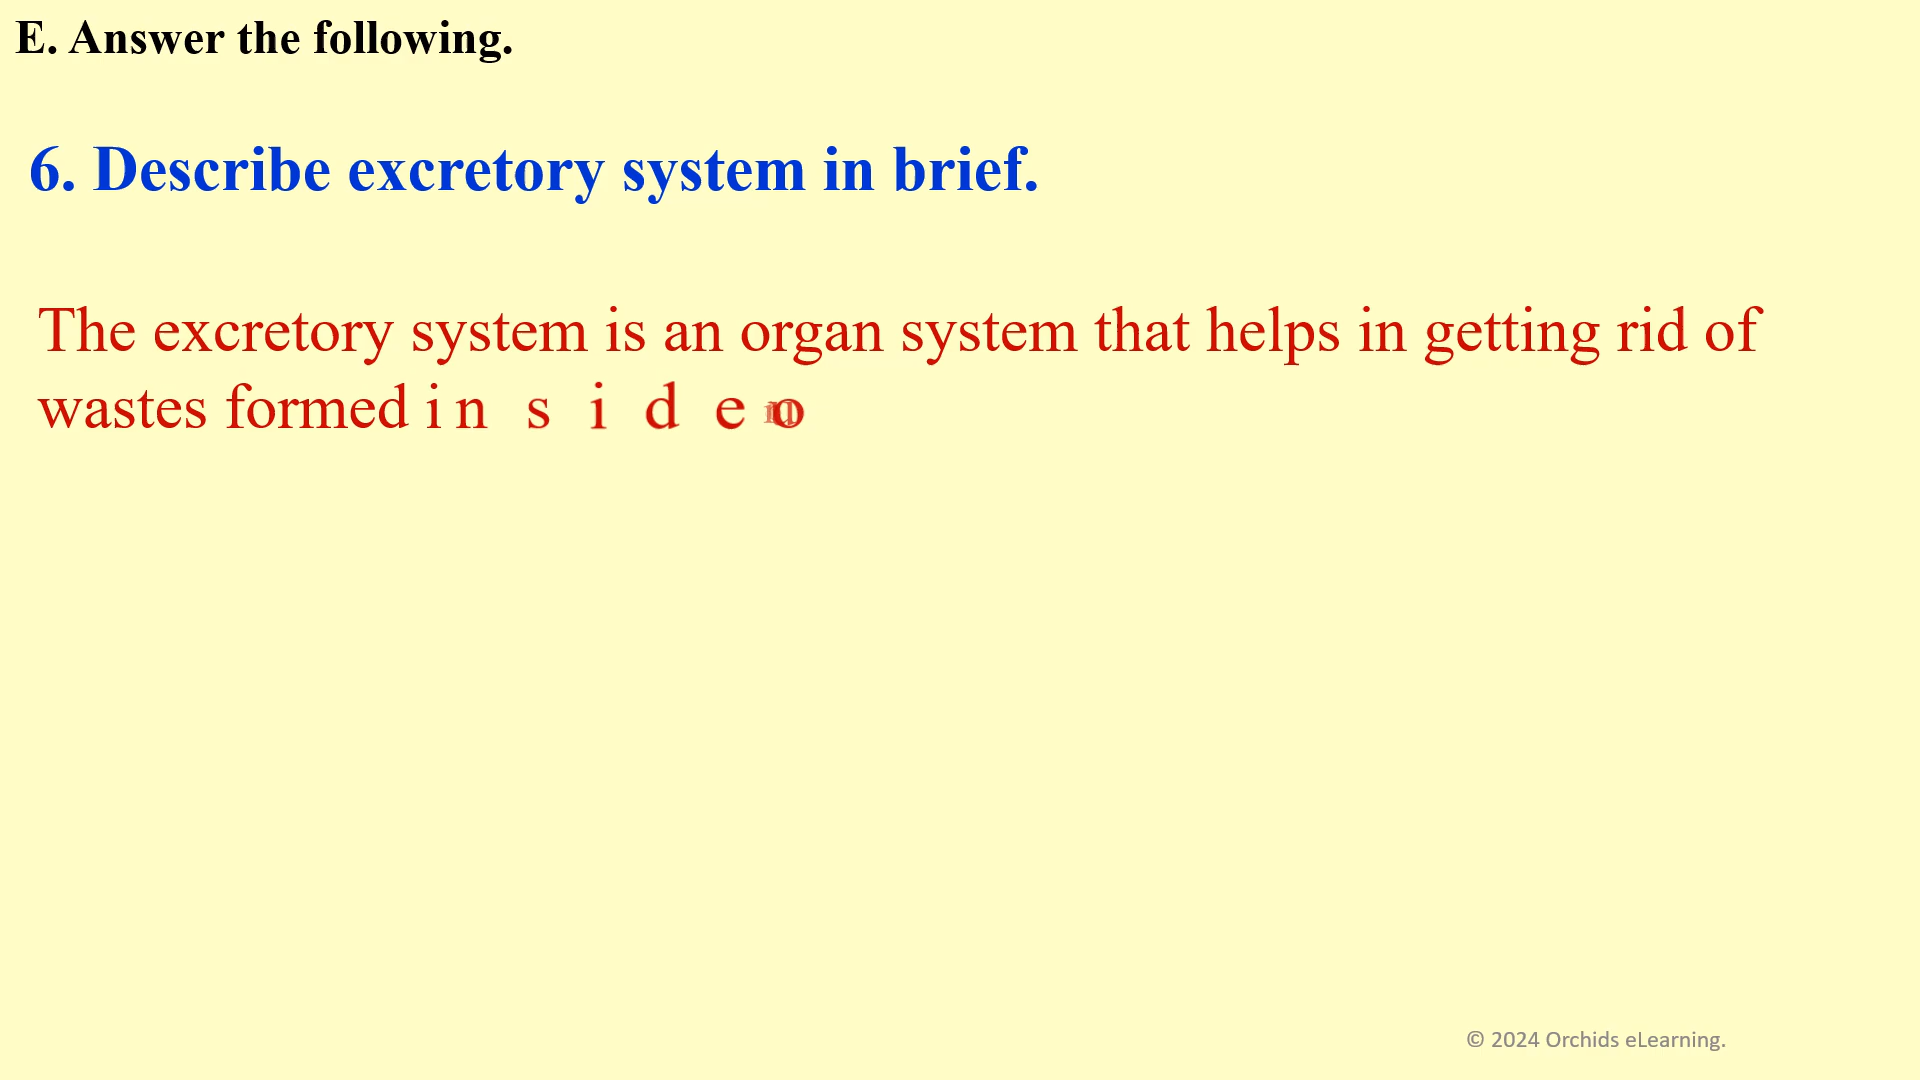 E. Answer the following.
6. Describe excretory system in brief.
The excretory system is an organ system that helps in getting rid of
wastes formed inside
© 2024 Orchids eLearning.